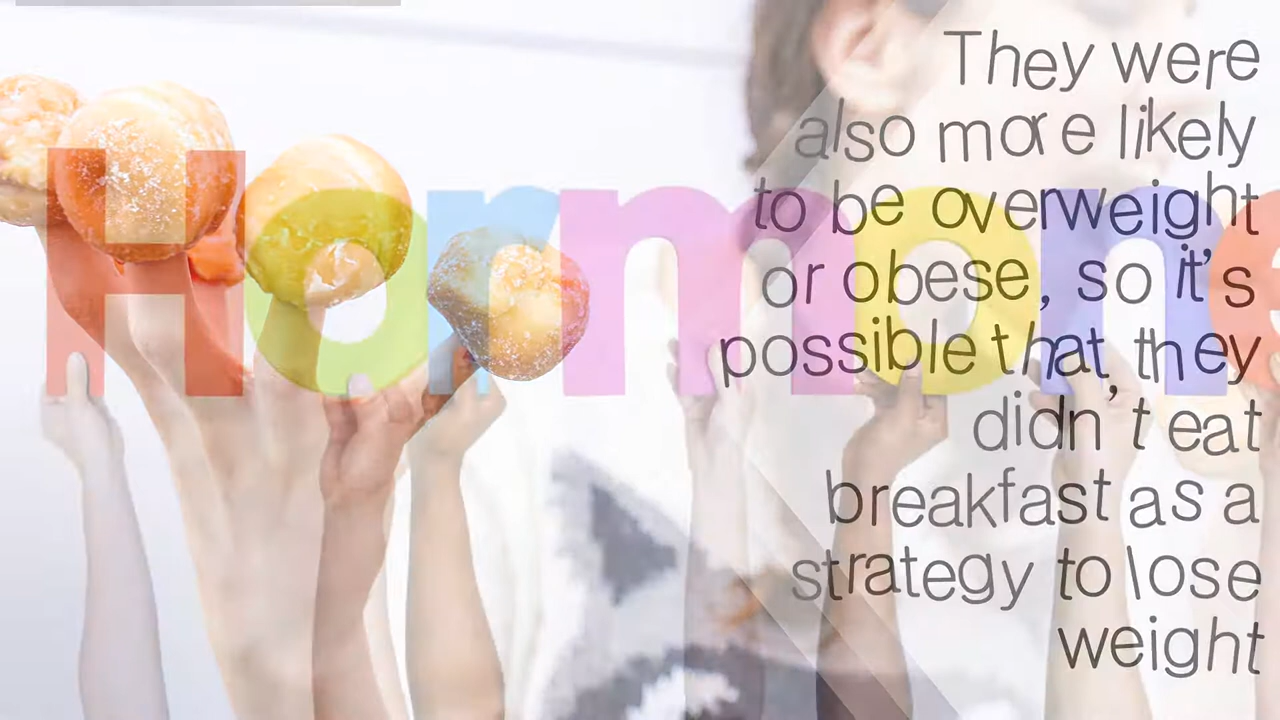 They were
also more likely
to be overweight
or obese, so it's
possible that, they
didn't eat
breakfast as a
strategy to lose
weight
Hormone